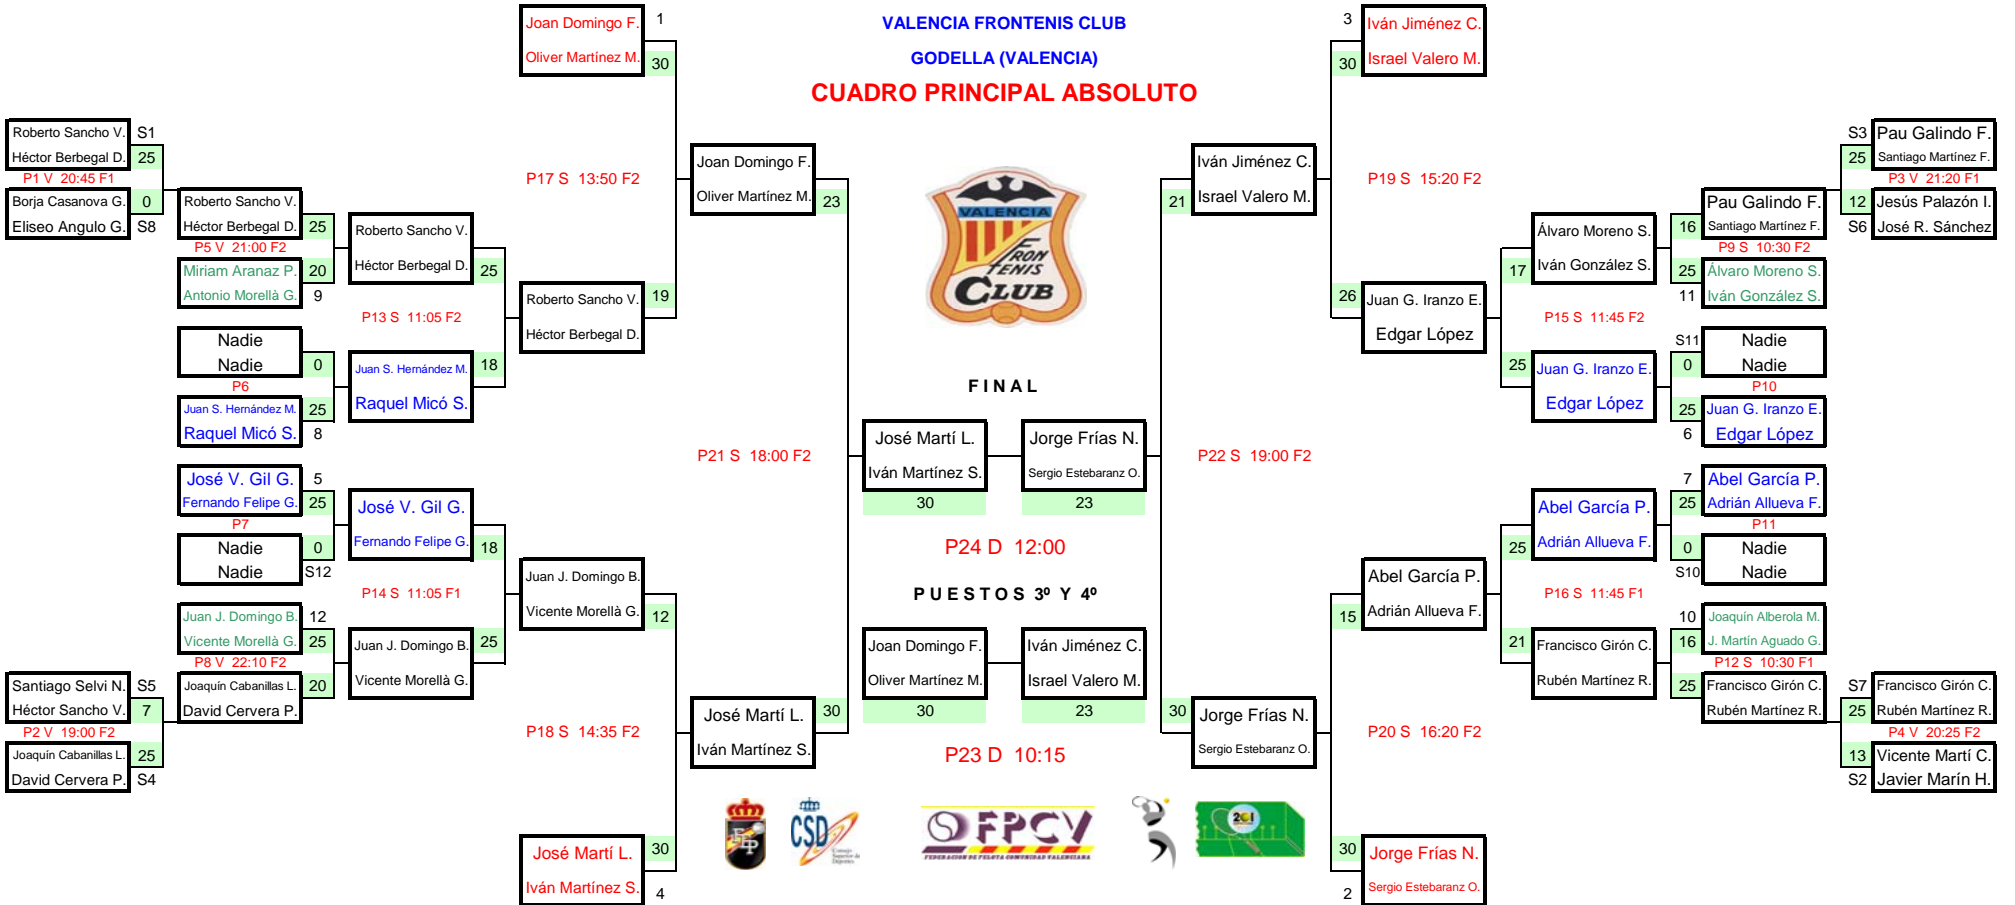 VALENCIA FRONTENIS CLUB
GODELLA (VALENCIA)
CUADRO PRINCIPAL ABSOLUTO
Roberto Sancho V. S1
Héctor Berbegal D. 25
P1 V 20:45 F1
Borja Casanova G. 0
Eliseo Angulo G. S8
Santiago Selvi N. S5
Héctor Sancho V. 7
P2 V 19:00 F2
Joaquín Cabanillas L. 25
David Cervera P. S4
Roberto Sancho V.
Héctor Berbegal D. 25
P5 V 21:00 F2
Miriam Aranaz P. 20
Antonio Morellà G. 9
Nadie
Nadie 0
P6
Juan S. Hernández M. 25
Raquel Micó S. 8
José V. Gil G. 5
Fernando Felipe G. 25
P7
Nadie 0
Nadie S12
Juan J. Domingo B. 12
Vicente Morellà G. 25
P8 V 22:10 F2
Joaquín Cabanillas L. 20
David Cervera P.
Roberto Sancho V.
Héctor Berbegal D. 25
P13 S 11:05 F2
Juan S. Hernández M. 18
Raquel Micó S.
José V. Gil G.
Fernando Felipe G. 18
P14 S 11:05 F1
Juan J. Domingo B. 25
Vicente Morellà G.
Joan Domingo F. 1
Oliver Martínez M. 30
P17 S 13:50 F2
Roberto Sancho V. 19
Héctor Berbegal D.
Juan J. Domingo B.
Vicente Morellà G. 12
P18 S 14:35 F2
José Martí L. 30
Iván Martínez S. 4
Joan Domingo F.
Oliver Martínez M. 23
P21 S 18:00 F2
José Martí L. 30
Iván Martínez S.
VALENCIA
FRONTENIS
CLUB
FINAL
José Martí L.
Iván Martínez S.
30
Jorge Frías N.
Sergio Estebaranz O.
23
P24 D 12:00
PUESTOS 3º Y 4º
Joan Domingo F.
Oliver Martínez M.
30
Iván Jiménez C.
Israel Valero M.
23
P23 D 10:15
CSD
Consejo
Superior de
Deportes
FPCV
FEDERACION DE PELOTA COMUNIDAD VALENCIANA
Iván Jiménez C.
21 Israel Valero M.
P22 S 19:00 F2
30 Jorge Frías N.
Sergio Estebaranz O.
3 Iván Jiménez C.
30 Israel Valero M.
P19 S 15:20 F2
26 Juan G. Iranzo E.
Edgar López
Abel García P.
15 Adrián Allueva F.
P20 S 16:20 F2
30 Jorge Frías N.
2 Sergio Estebaranz O.
Álvaro Moreno S.
17 Iván González S.
P15 S 11:45 F2
25 Juan G. Iranzo E.
Edgar López
Abel García P.
25 Adrián Allueva F.
P16 S 11:45 F1
21 Francisco Girón C.
Rubén Martínez R.
Pau Galindo F.
16 Santiago Martínez F.
P9 S 10:30 F2
25 Álvaro Moreno S.
11 Iván González S.
S11 Nadie
0 Nadie
P10
25 Juan G. Iranzo E.
6 Edgar López
7 Abel García P.
25 Adrián Allueva F.
P11
0 Nadie
S10 Nadie
10 Joaquín Alberola M.
16 J. Martín Aguado G.
P12 S 10:30 F1
25 Francisco Girón C.
Rubén Martínez R.
S3 Pau Galindo F.
25 Santiago Martínez F.
P3 V 21:20 F1
12 Jesús Palazón I.
S6 José R. Sánchez
S7 Francisco Girón C.
25 Rubén Martínez R.
P4 V 20:25 F2
13 Vicente Martí C.
S2 Javier Marín H.